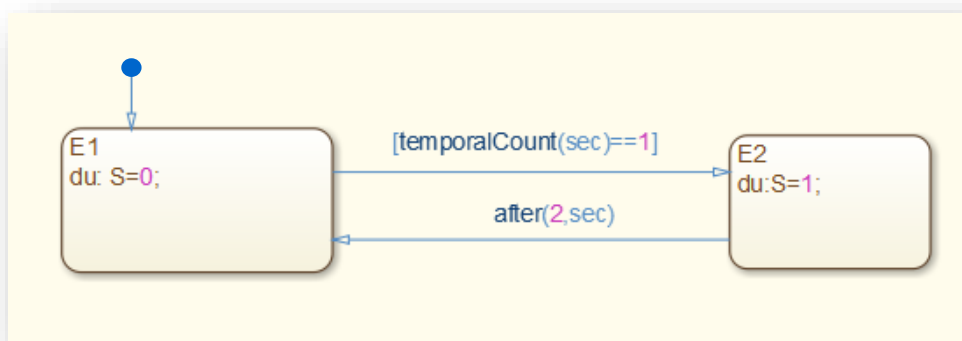 E1
du: S=0;
[temporalCount(sec)==1]
after(2,sec)
E2
du:S=1;